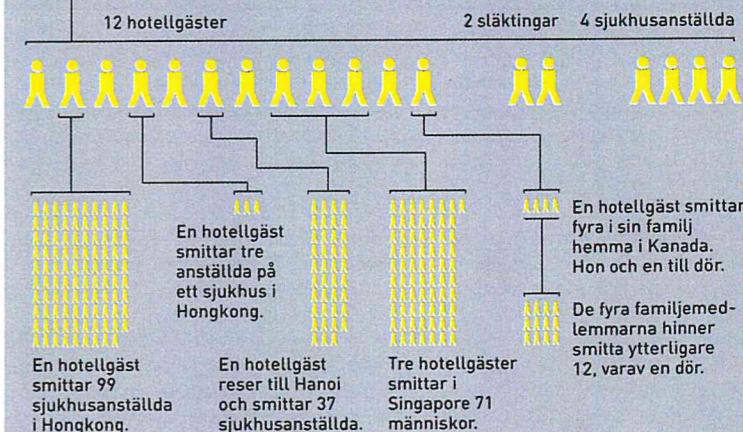 12 hotellgäster
2 släktingar
4 sjukhusanställda
En hotellgäst
smittar 99
sjukhusanställda
i Hongkong.
En hotellgäst
smittar tre
anställda på
ett sjukhus i
Hongkong.
En hotellgäst
reser till Hanoi
och smittar 37
sjukhusanställda.
Tre hotellgäster
smittar i
Singapore 71
människor.
En hotellgäst smittar
fyra i sin familj
hemma i Kanada.
Hon och en till dör.
De fyra familjemed-
lemmarna hinner
smitta ytterligare
12, varav en dör.